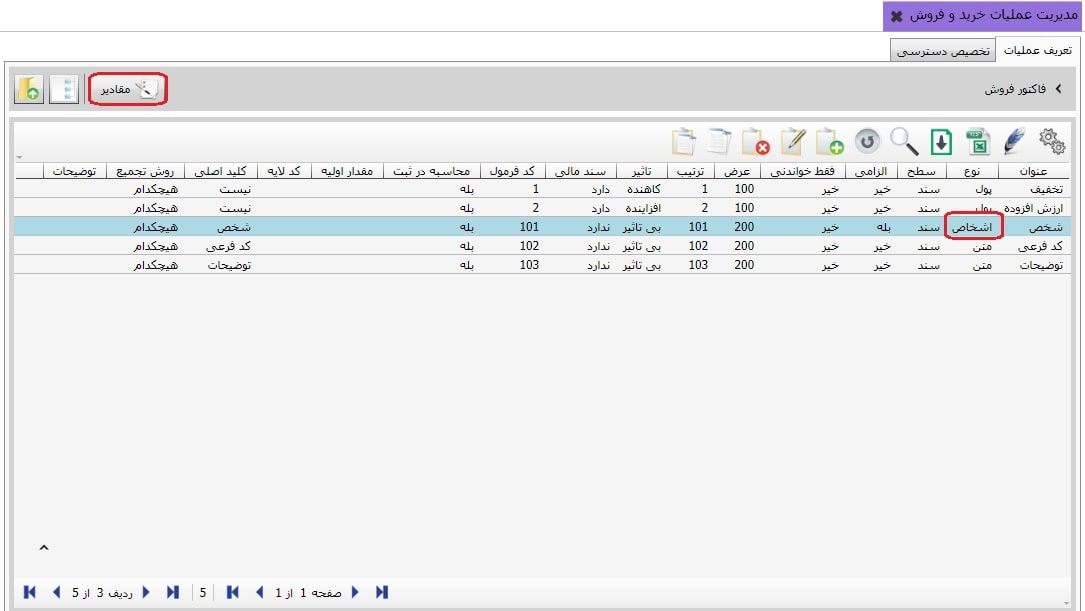 مدیریت عملیات خرید و فروش
تعریف عملیات تخصیص دسترسی
فاکتور فروش مقادیر
عنوان نوع سطح الزامی فقط خواندنی عرض ترتیب تاثیر سند مالی کد فرمول محاسبه در ثبت مقدار اولیه کد لایه کلید اصلی روش تجمیع توضیحات
تخفیف پول سند خیر خیر 100 1 کاهنده دارد 1 بله نیست هیچکدام
ارزش افزوده پول سند خیر خیر 100 2 افزاینده دارد 2 بله نیست هیچکدام
شخص اشخاص سند بله خیر 200 101 بی تاثیر ندارد 101 بله شخص هیچکدام
کد فرعی متن سند خیر خیر 200 102 بی تاثیر ندارد 102 بله کد فرعی هیچکدام
توضیحات متن سند خیر خیر 200 103 بی تاثیر ندارد 103 بله توضیحات هیچکدام
صفحه 1 از 1 5 ردیف 3 از 5